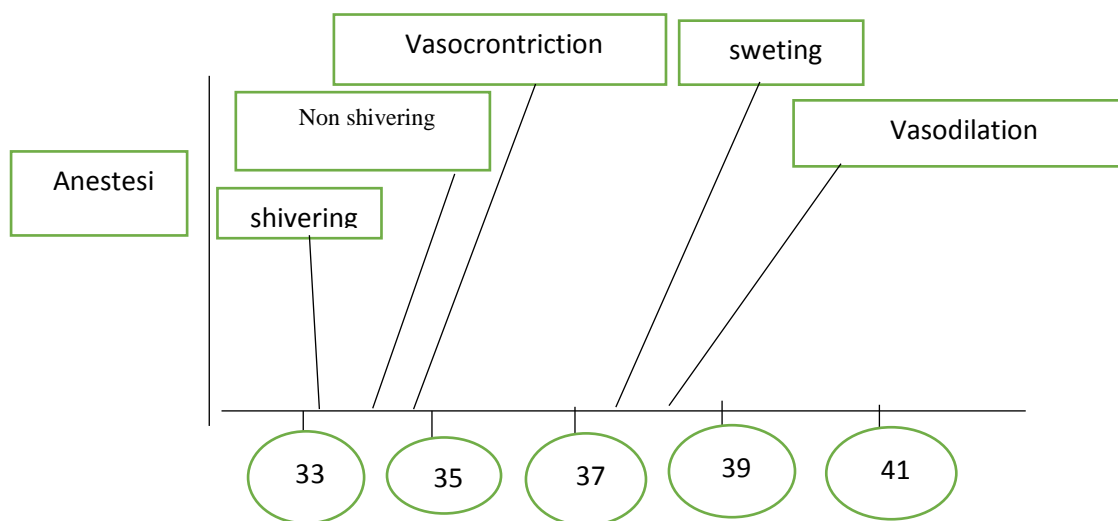 Vasocrontriction
sweting
Non shivering
Vasodilation
Anestesi
shivering
33
35
37
39
41